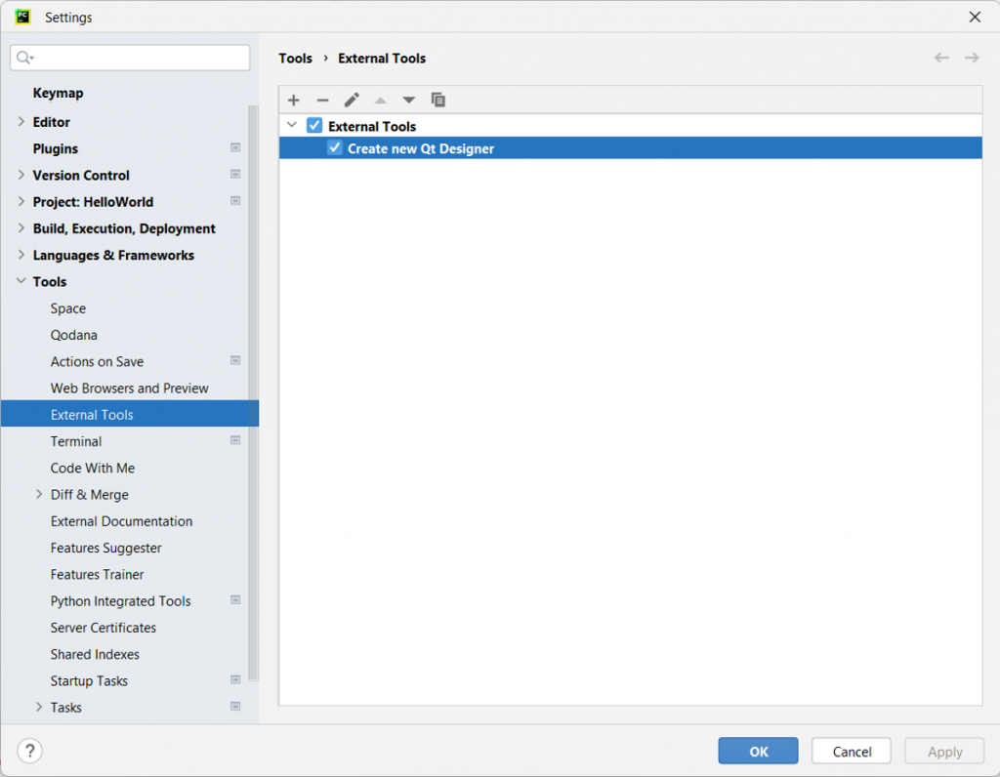 PC
Settings
Tools › External Tools
Keymap
Editor
Plugins
Version Control
Project: HelloWorld
Build, Execution, Deployment
Languages & Frameworks
Tools
Space
Qodana
Actions on Save
Web Browsers and Preview
External Tools
Terminal
Code With Me
Diff & Merge
External Documentation
Features Suggester
Features Trainer
Python Integrated Tools
Server Certificates
Shared Indexes
Startup Tasks
Tasks
External Tools
Create new Qt Designer
?
OK
Cancel
Apply